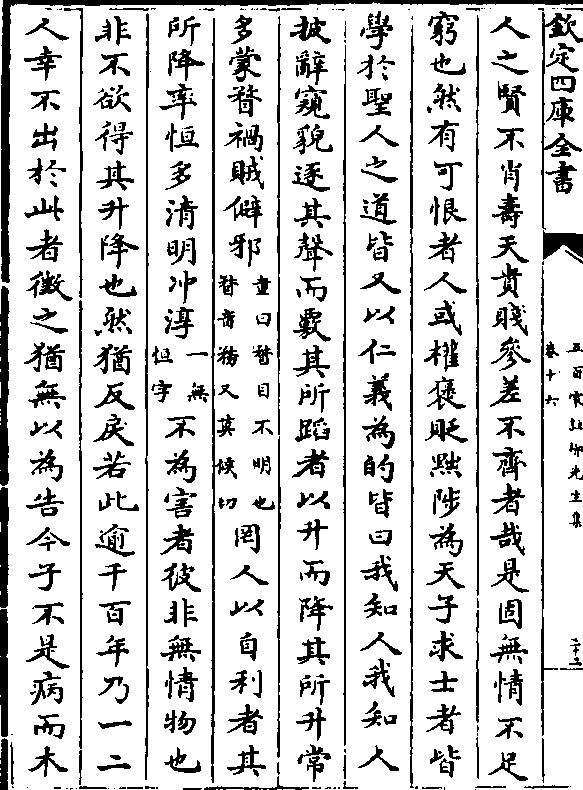 欽定四庫全書
五百家註柳先生集
卷十六
二十三
人之賢不肖壽夭貴賤參差不齊者哉是固無情不足
窮也然有可恨者人或權褒貶黜陟為天子求士者皆
學於聖人之道皆又以仁義為的皆曰我知人我知人
披辭窺貌逐其聲而覈其所蹈者以升而降其所升常
多蒙瞀禍賊僻邪童曰瞀目不明也瞀音務又莫候切罔人以自利者其
所降率恒多清明冲淳一無恒字不為害者彼非無情物也
非不欲得其升降也然猶反戾若此逾千百年乃一二
人幸不出於此者徵之猶無以為告今子不是病而木